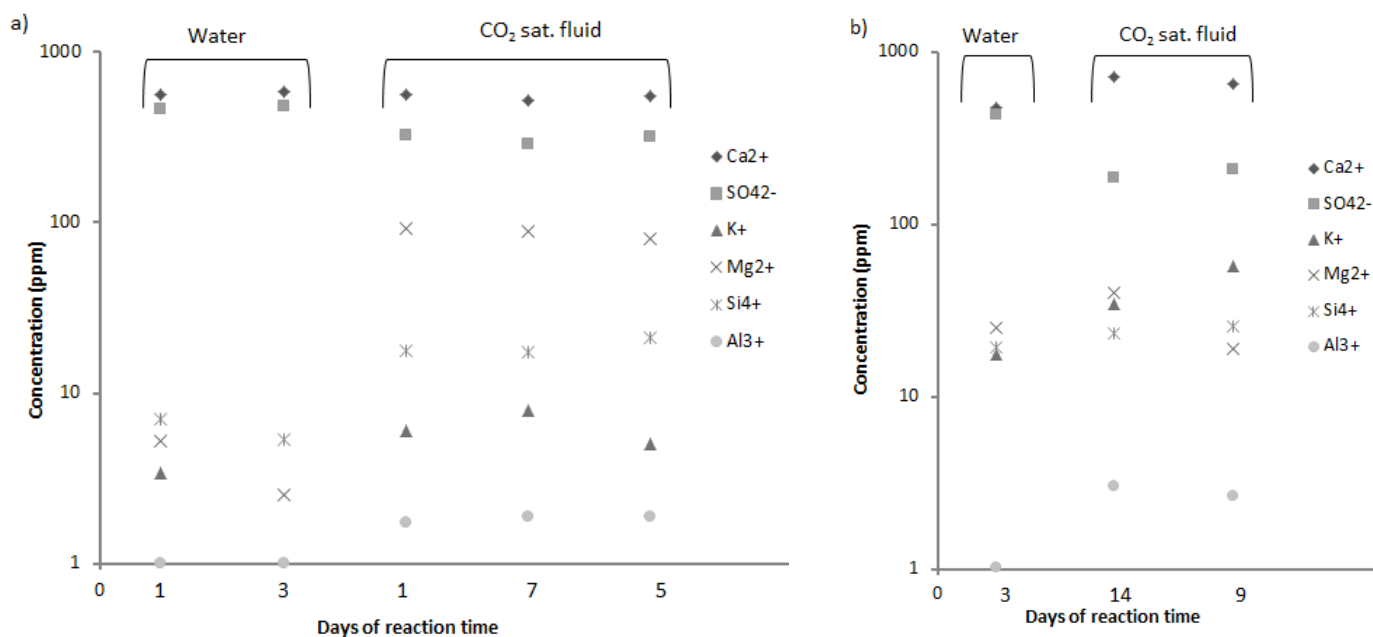 a)
Water
CO₂ sat. fluid
1000
100
10
1
Concentration (ppm)
0 1 3 1 7 5
Days of reaction time
Ca2+
SO42-
K+
Mg2+
Si4+
Al3+
b)
Water
CO₂ sat. fluid
1000
100
10
1
Concentration (ppm)
0 3 14 9
Days of reaction time
Ca2+
SO42-
K+
Mg2+
Si4+
Al3+